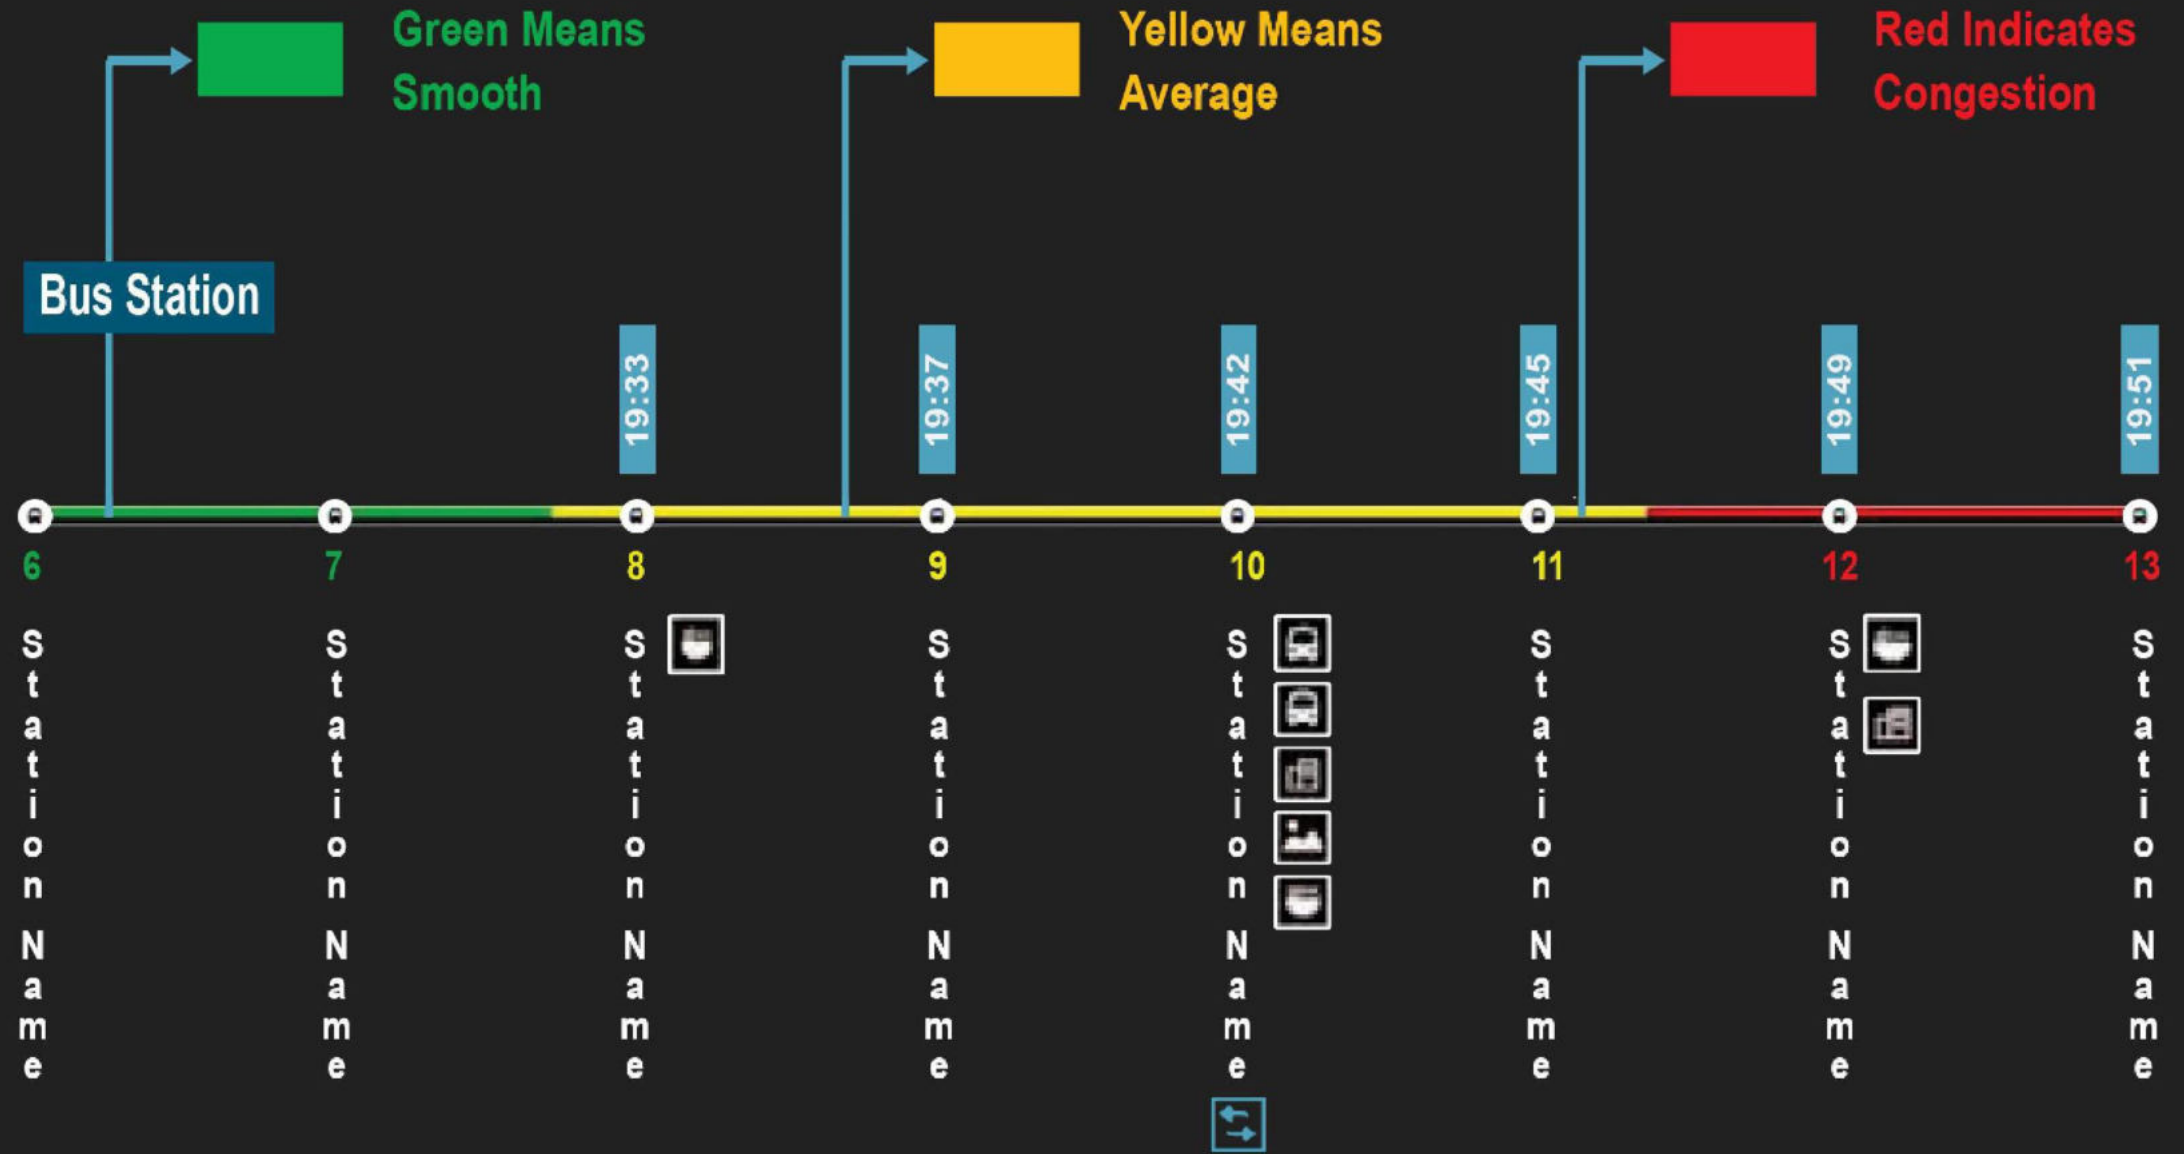 Green Means
Smooth
Yellow Means
Average
Red Indicates
Congestion
Bus Station
19:33
19:37
19:42
19:45
19:49
19:51
6
7
8
9
10
11
12
13
Station Name
Station Name
Station Name
Station Name
Station Name
Station Name
Station Name
Station Name